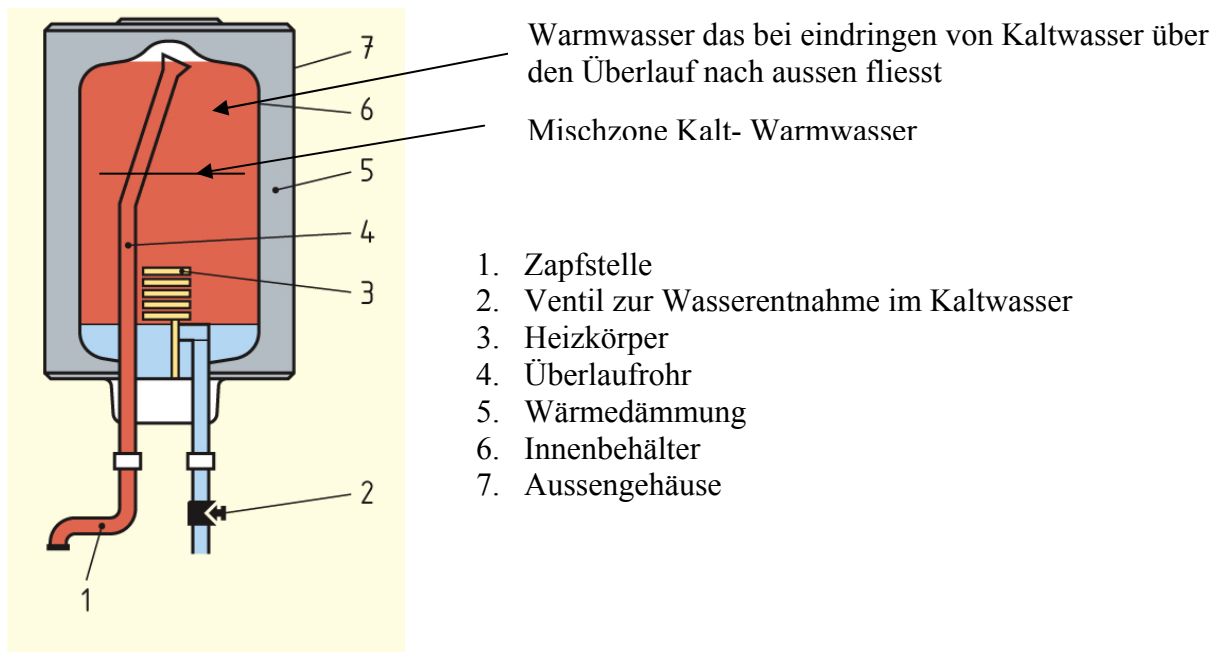 Warmwasser das bei eindringen von Kaltwasser über
den Überlauf nach aussen fliesst
Mischzone Kalt- Warmwasser
7
6
5
4
3
2
1
1. Zapfstelle
2. Ventil zur Wasserentnahme im Kaltwasser
3. Heizkörper
4. Überlaufrohr
5. Wärmedämmung
6. Innenbehälter
7. Aussengehäuse